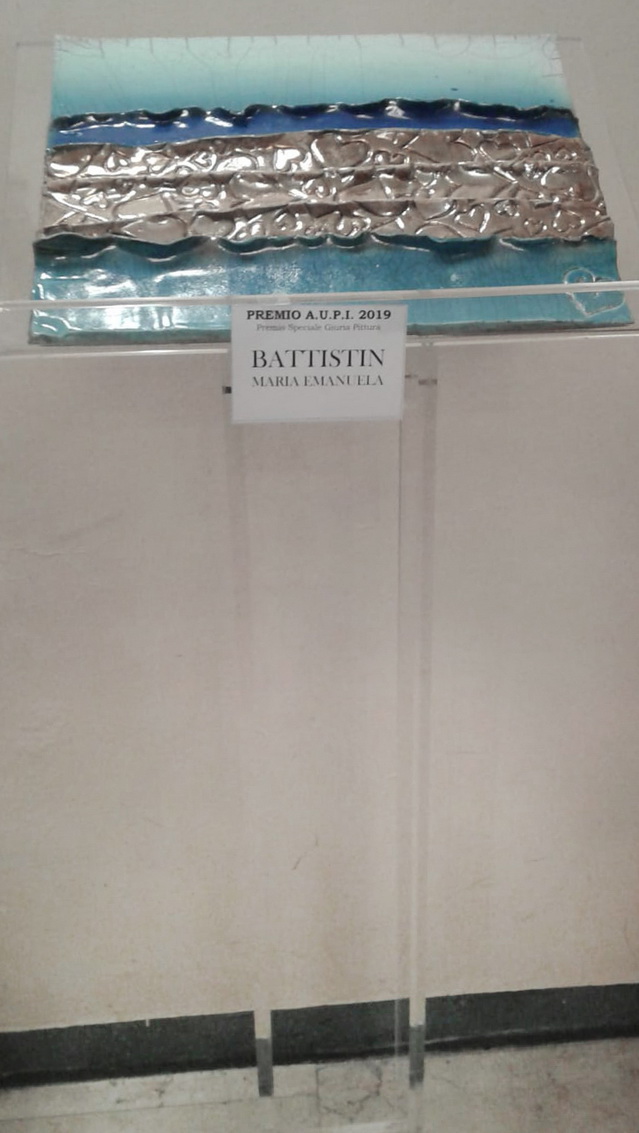 PREMIO A.U.P.I. 2019
Premio Speciale Giuria Pittura
BATTISTIN
MARIA EMANUELA